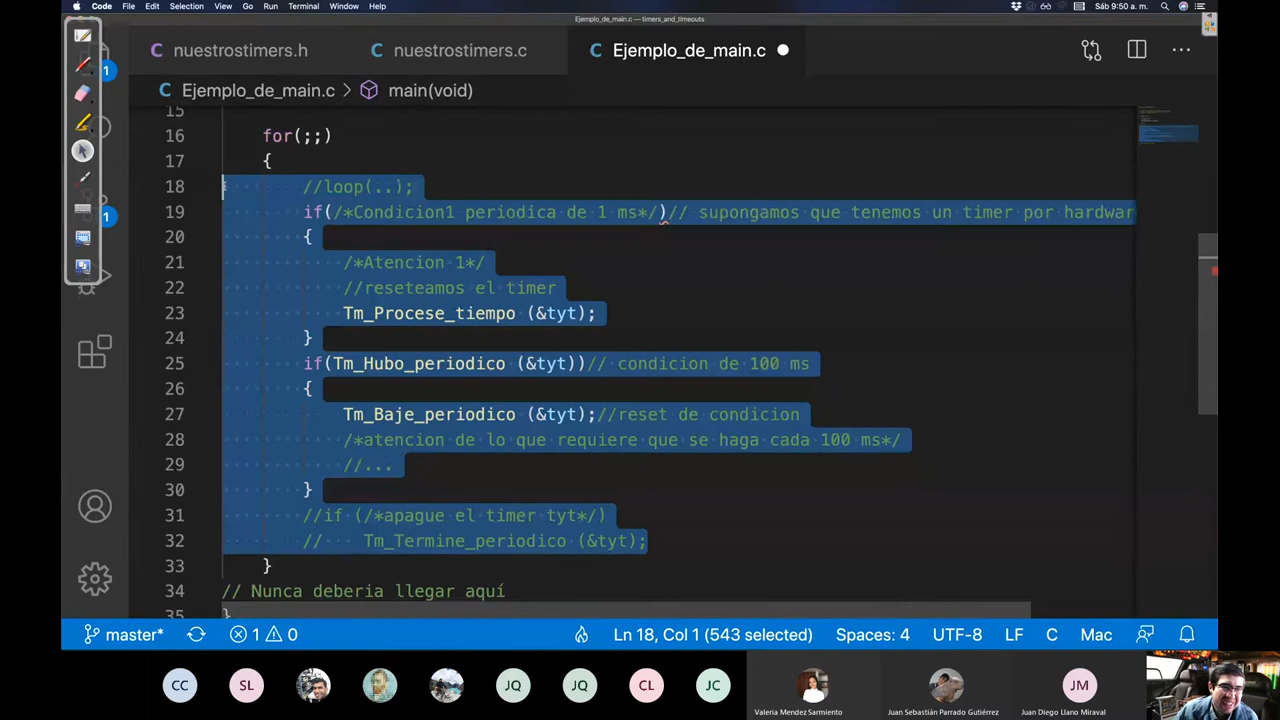 Code File Edit Selection View Go Run Terminal Window Help Sáb 9:50 a. m.
Ejemplo_de_main.c — timers_and_timeouts
C nuestrostimers.h C nuestrostimers.c C Ejemplo_de_main.c
C Ejemplo_de_main.c > main(void)
15
16 for(;;)
17 {
18 //loop(..);
19 if(/*Condicion1 periodica de 1 ms*/)// supongamos que tenemos un timer por hardwar
20 {
21 /*Atencion 1*/
22 //reseteamos el timer
23 Tm_Procese_tiempo (&tyt);
24 }
25 if(Tm_Hubo_periodico (&tyt))// condicion de 100 ms
26 {
27 Tm_Baje_periodico (&tyt);//reset de condicion
28 /*atencion de lo que requiere que se haga cada 100 ms*/
29 //...
30 }
31 //if (/*apague el timer tyt*/)
32 // Tm_Termine_periodico (&tyt);
33 }
34 // Nunca deberia llegar aquí
35 }
1
1
master* 1 0 Ln 18, Col 1 (543 selected) Spaces: 4 UTF-8 LF C Mac
CC SL JQ JQ CL JC JM
Valeria Mendez Sarmiento Juan Sebastián Parrado Gutiérrez Juan Diego Llano Miraval